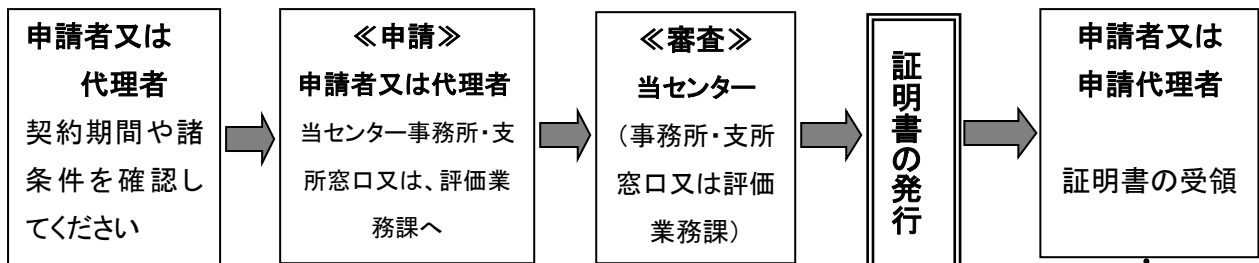 申請者又は
代理者
契約期間や諸
条件を確認し
てください
≪申請≫
申請者又は代理者
当センター事務所・支
所窓口又は、評価業
務課へ
≪審査≫
当センター
（事務所・支所
窓口又は評価
業務課）
証明書の発行
申請者又は
申請代理者
証明書の受領